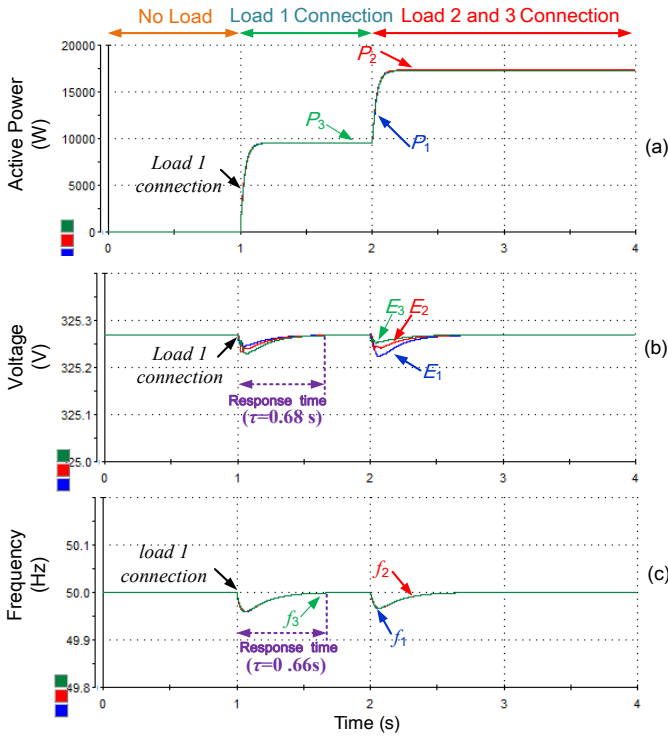 No Load Load 1 Connection Load 2 and 3 Connection
20000
15000
10000
5000
0
Active Power
(W)
P2
P3
P1
Load 1
connection
(a)
0 1 2 3 4
325.3
325.2
325.1
325.0
Voltage
(V)
E3 E2
E1
Load 1
connection
Response time
(τ=0.68 s)
(b)
0 1 2 3 4
50.1
50.0
49.9
49.8
Frequency
(Hz)
load 1
connection
f2
f3
f1
Response time
(τ=0 .66s)
(c)
0 1 2 3 4
Time (s)